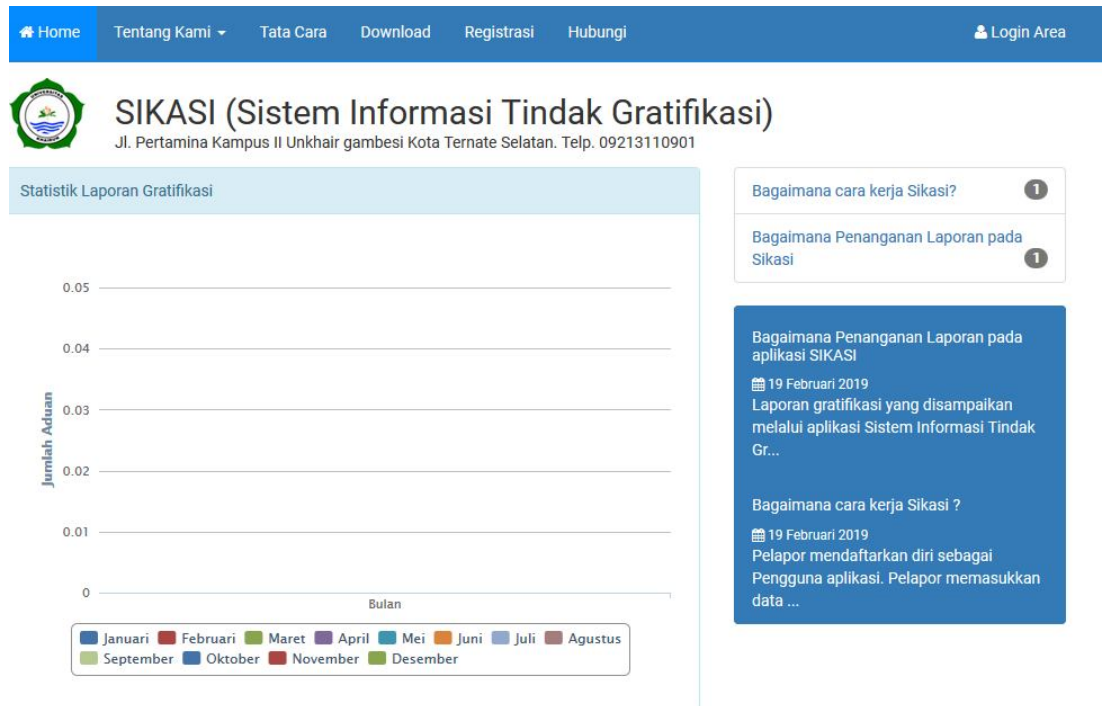 Home Tentang Kami Tata Cara Download Registrasi Hubungi Login Area
SIKASI (Sistem Informasi Tindak Gratifikasi)
Jl. Pertamina Kampus II Unkhair gambesi Kota Ternate Selatan. Telp. 09213110901
Statistik Laporan Gratifikasi
0.05
0.04
0.03
0.02
0.01
0
Jumlah Aduan
Bulan
Januari Februari Maret April Mei Juni Juli Agustus
September Oktober November Desember
Bagaimana cara kerja Sikasi? 1
Bagaimana Penanganan Laporan pada
Sikasi 1
Bagaimana Penanganan Laporan pada
aplikasi SIKASI
19 Februari 2019
Laporan gratifikasi yang disampaikan
melalui aplikasi Sistem Informasi Tindak
Gr...
Bagaimana cara kerja Sikasi ?
19 Februari 2019
Pelapor mendaftarkan diri sebagai
Pengguna aplikasi. Pelapor memasukkan
data ...